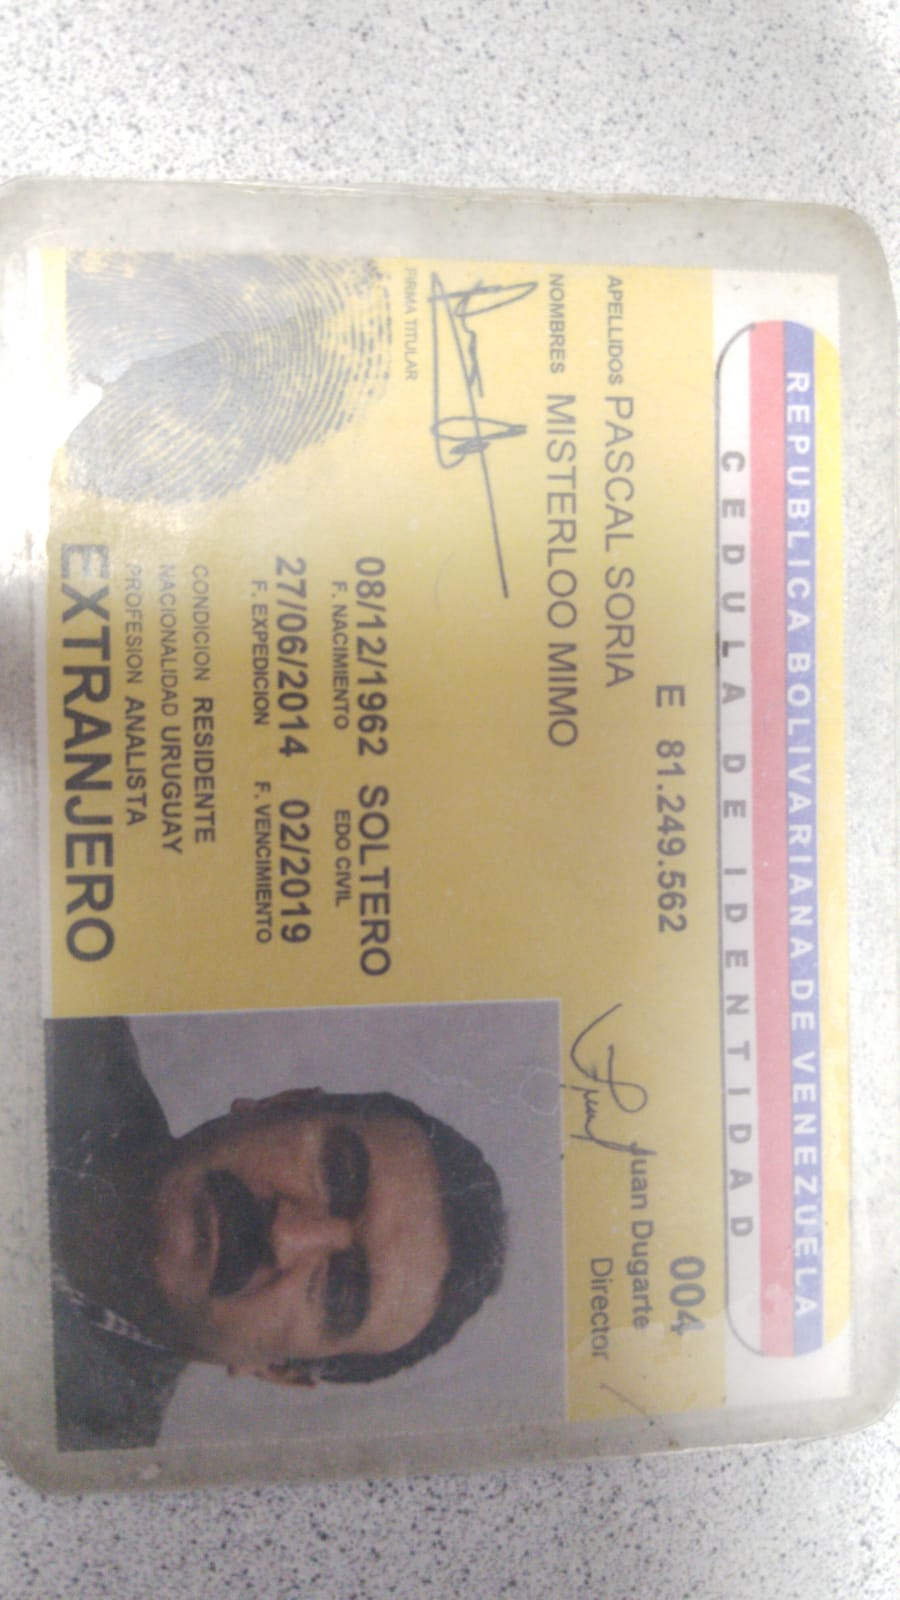 REPUBLICA BOLIVARIANA DE VENEZUELA
CEDULA DE IDENTIDAD
E 81.249.562
004
APELLIDOS PASCAL SORIA
Juan Dugarte
Director
NOMBRES MISTERLOO MIMO
FIRMA TITULAR
08/12/1962 SOLTERO
F. NACIMIENTO EDO CIVIL
27/06/2014 02/2019
F. EXPEDICION F. VENCIMIENTO
CONDICION RESIDENTE
NACIONALIDAD URUGUAY
PROFESION ANALISTA
EXTRANJERO